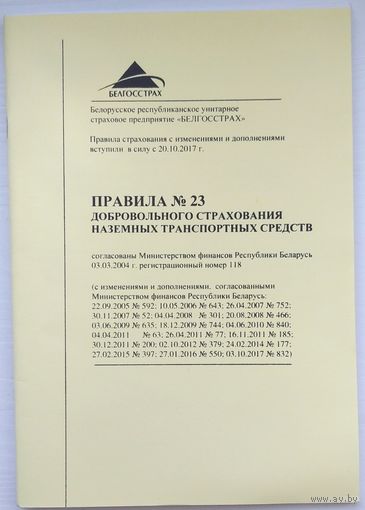 БЕЛГОССТРАХ
Белорусское республиканское унитарное
страховое предприятие «БЕЛГОССТРАХ»
Правила страхования с изменениями и дополнениями
вступили в силу с 20.10.2017 г.
ПРАВИЛА № 23
ДОБРОВОЛЬНОГО СТРАХОВАНИЯ
НАЗЕМНЫХ ТРАНСПОРТНЫХ СРЕДСТВ
согласованы Министерством финансов Республики Беларусь
03.03.2004 г. регистрационный номер 118
(с изменениями и дополнениями, согласованными
Министерством финансов Республики Беларусь:
22.09.2005 № 592; 10.05.2006 № 643; 26.04.2007 № 752;
30.11.2007 № 52; 04.04.2008 № 301; 20.08.2008 № 466;
03.06.2009 № 635; 18.12.2009 № 744; 04.06.2010 № 840;
04.04.2011 № 63; 26.04.2011 № 77; 16.11.2011 № 185;
30.12.2011 № 200; 02.10.2012 № 379; 24.02.2014 № 177;
27.02.2015 № 397; 27.01.2016 № 550; 03.10.2017 № 832)
www.ay.by